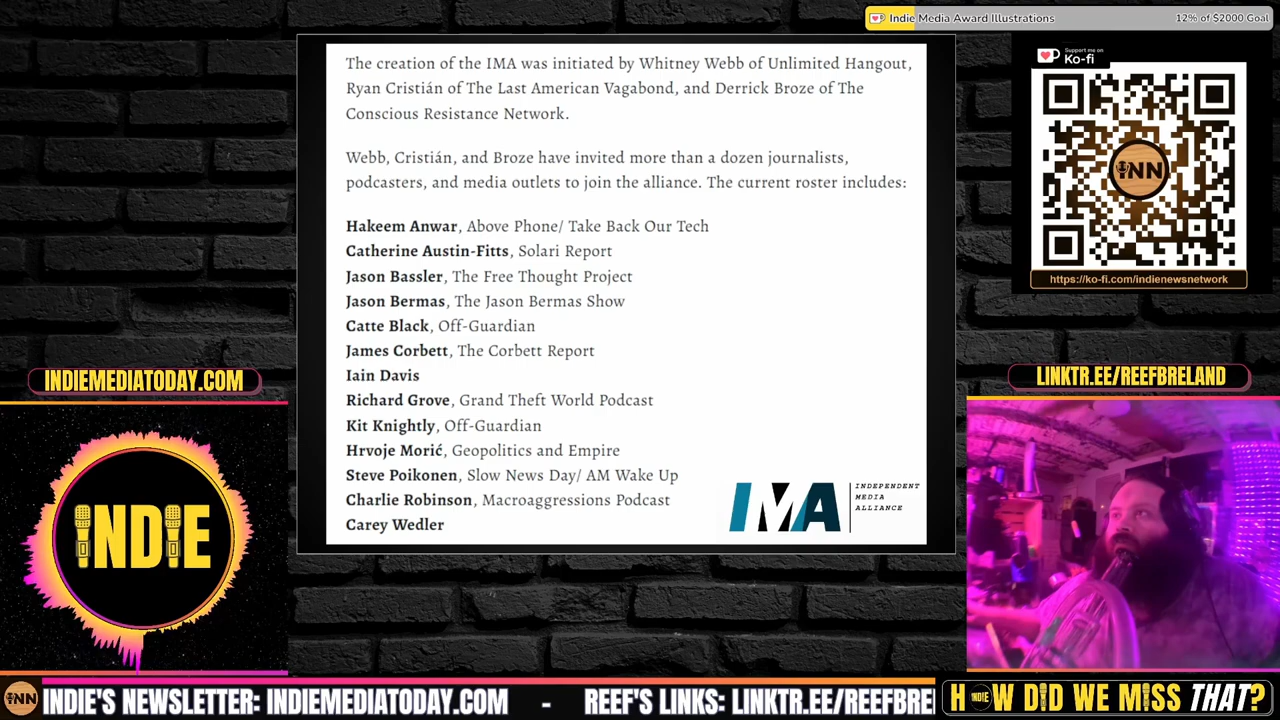 Indie Media Award Illustrations
12% of $2000 Goal
The creation of the IMA was initiated by Whitney Webb of Unlimited Hangout,
Ryan Cristián of The Last American Vagabond, and Derrick Broze of The
Conscious Resistance Network.
Webb, Cristián, and Broze have invited more than a dozen journalists,
podcasters, and media outlets to join the alliance. The current roster includes:
Hakeem Anwar, Above Phone/ Take Back Our Tech
Catherine Austin-Fitts, Solari Report
Jason Bassler, The Free Thought Project
Jason Bermas, The Jason Bermas Show
Catte Black, Off-Guardian
James Corbett, The Corbett Report
Iain Davis
Richard Grove, Grand Theft World Podcast
Kit Knightly, Off-Guardian
Hrvoje Morić, Geopolitics and Empire
Steve Poikonen, Slow News Day/ AM Wake Up
Charlie Robinson, Macroaggressions Podcast
Carey Wedler
IMA
INDEPENDENT
MEDIA
ALLIANCE
Support me on
Ko-fi
INN
https://ko-fi.com/indienewsnetwork
INDIEMEDIATODAY.COM
INDIE
LINKTR.EE/REEFBRELAND
INN
INDIE'S NEWSLETTER: INDIEMEDIATODAY.COM - REEF'S LINKS: LINKTR.EE/REEFBRE
HOW DID WE MISS THAT?
INDIE